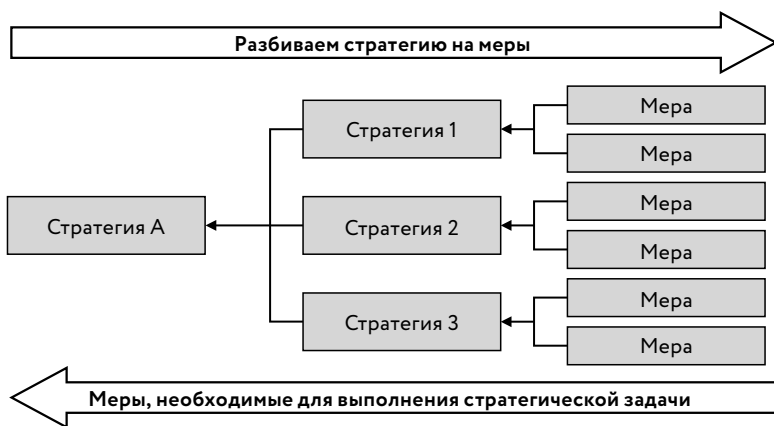 Разбиваем стратегию на меры
Мера
Стратегия 1
Мера
Мера
Стратегия А
Стратегия 2
Мера
Мера
Стратегия 3
Мера
Меры, необходимые для выполнения стратегической задачи